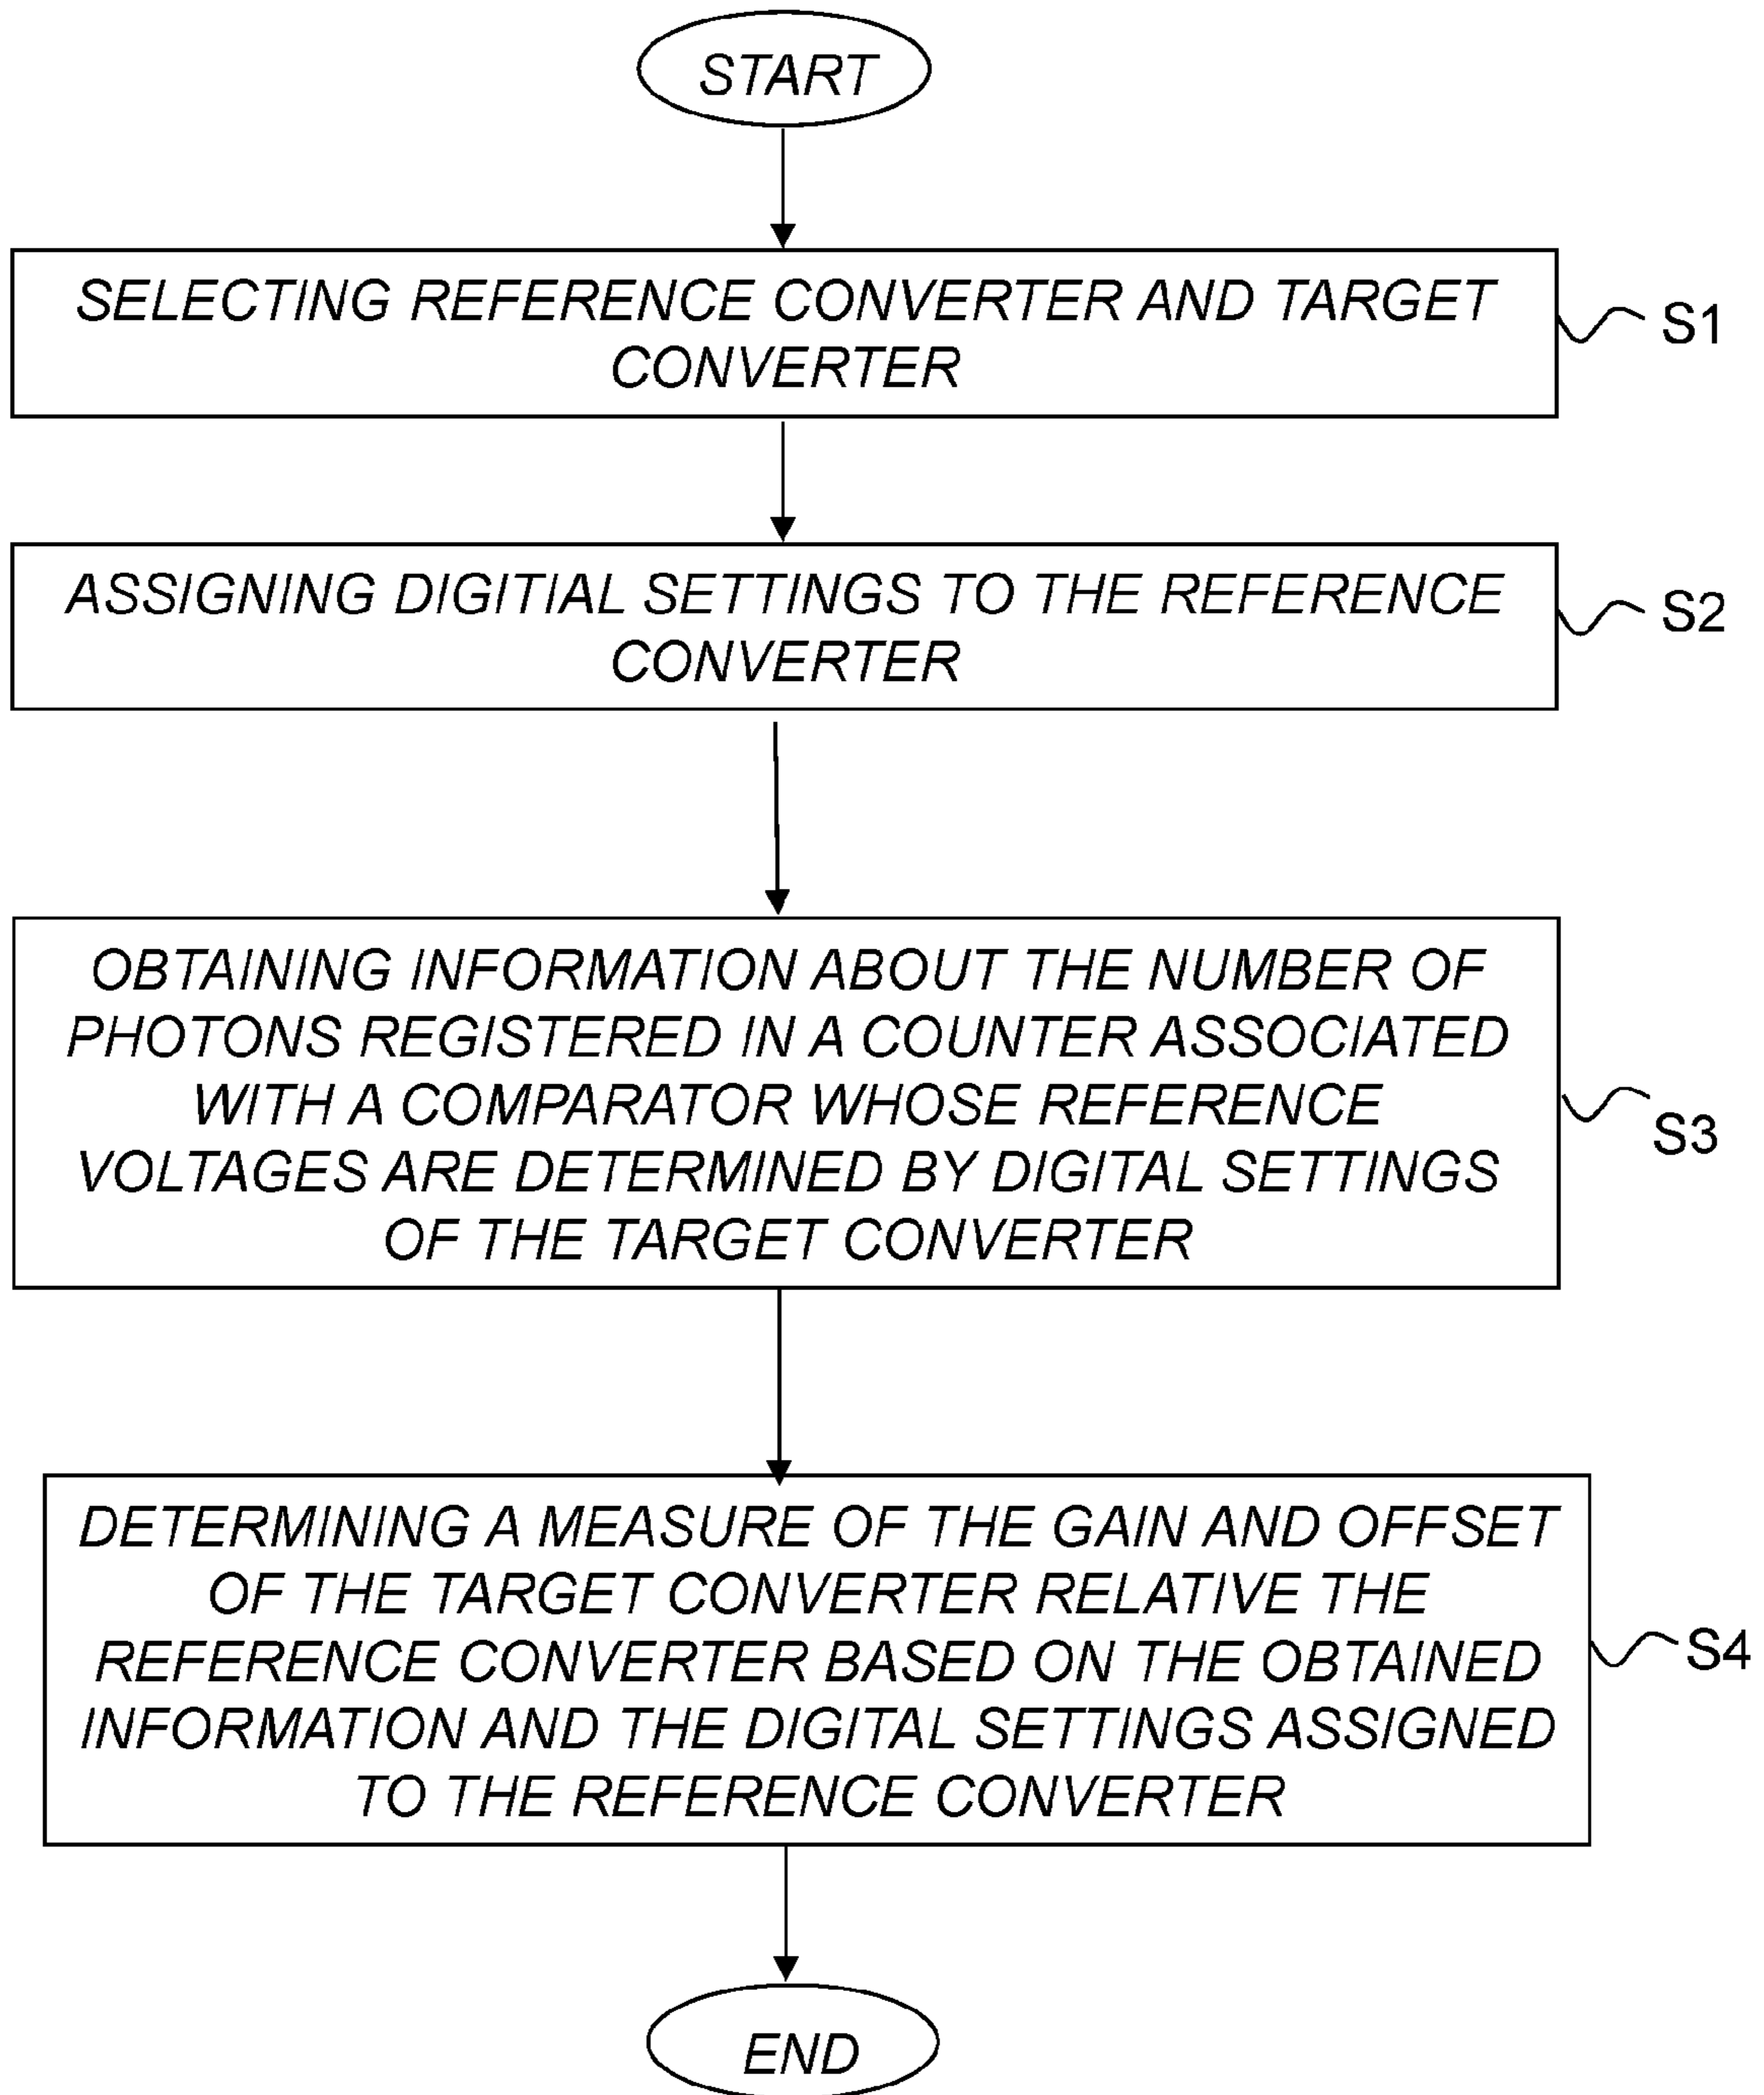 START
SELECTING REFERENCE CONVERTER AND TARGET
CONVERTER
S1
ASSIGNING DIGITIAL SETTINGS TO THE REFERENCE
CONVERTER
S2
OBTAINING INFORMATION ABOUT THE NUMBER OF
PHOTONS REGISTERED IN A COUNTER ASSOCIATED
WITH A COMPARATOR WHOSE REFERENCE
VOLTAGES ARE DETERMINED BY DIGITAL SETTINGS
OF THE TARGET CONVERTER
S3
DETERMINING A MEASURE OF THE GAIN AND OFFSET
OF THE TARGET CONVERTER RELATIVE THE
REFERENCE CONVERTER BASED ON THE OBTAINED
INFORMATION AND THE DIGITAL SETTINGS ASSIGNED
TO THE REFERENCE CONVERTER
S4
END